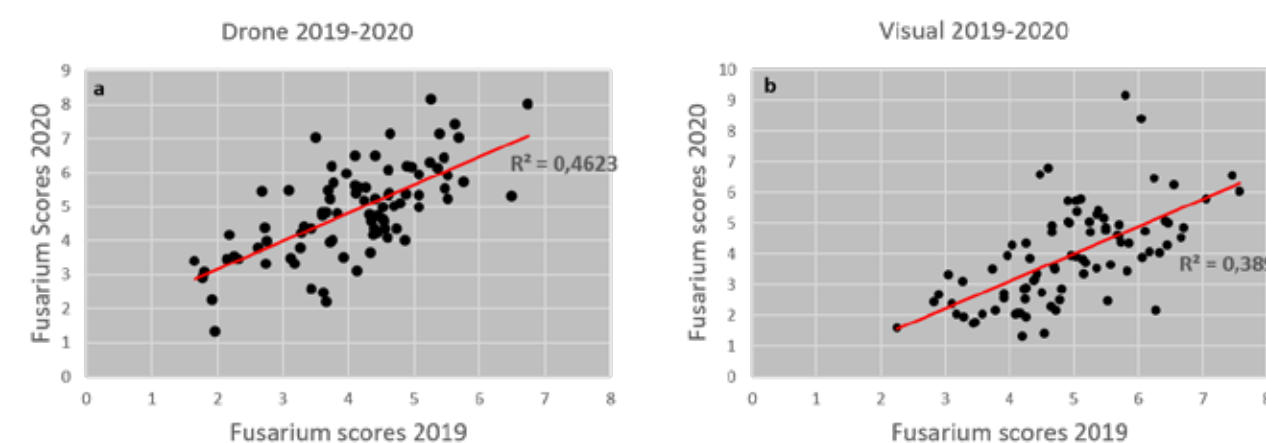 Drone 2019-2020
9
8
7
6
5
4
3
2
1
0
a
R² = 0,4623
Fusarium Scores 2020
0 1 2 3 4 5 6 7 8
Fusarium scores 2019
Visual 2019-2020
10
9
8
7
6
5
4
3
2
1
0
b
R² = 0,389
Fusarium scores 2020
0 1 2 3 4 5 6 7 8
Fusarium scores 2019